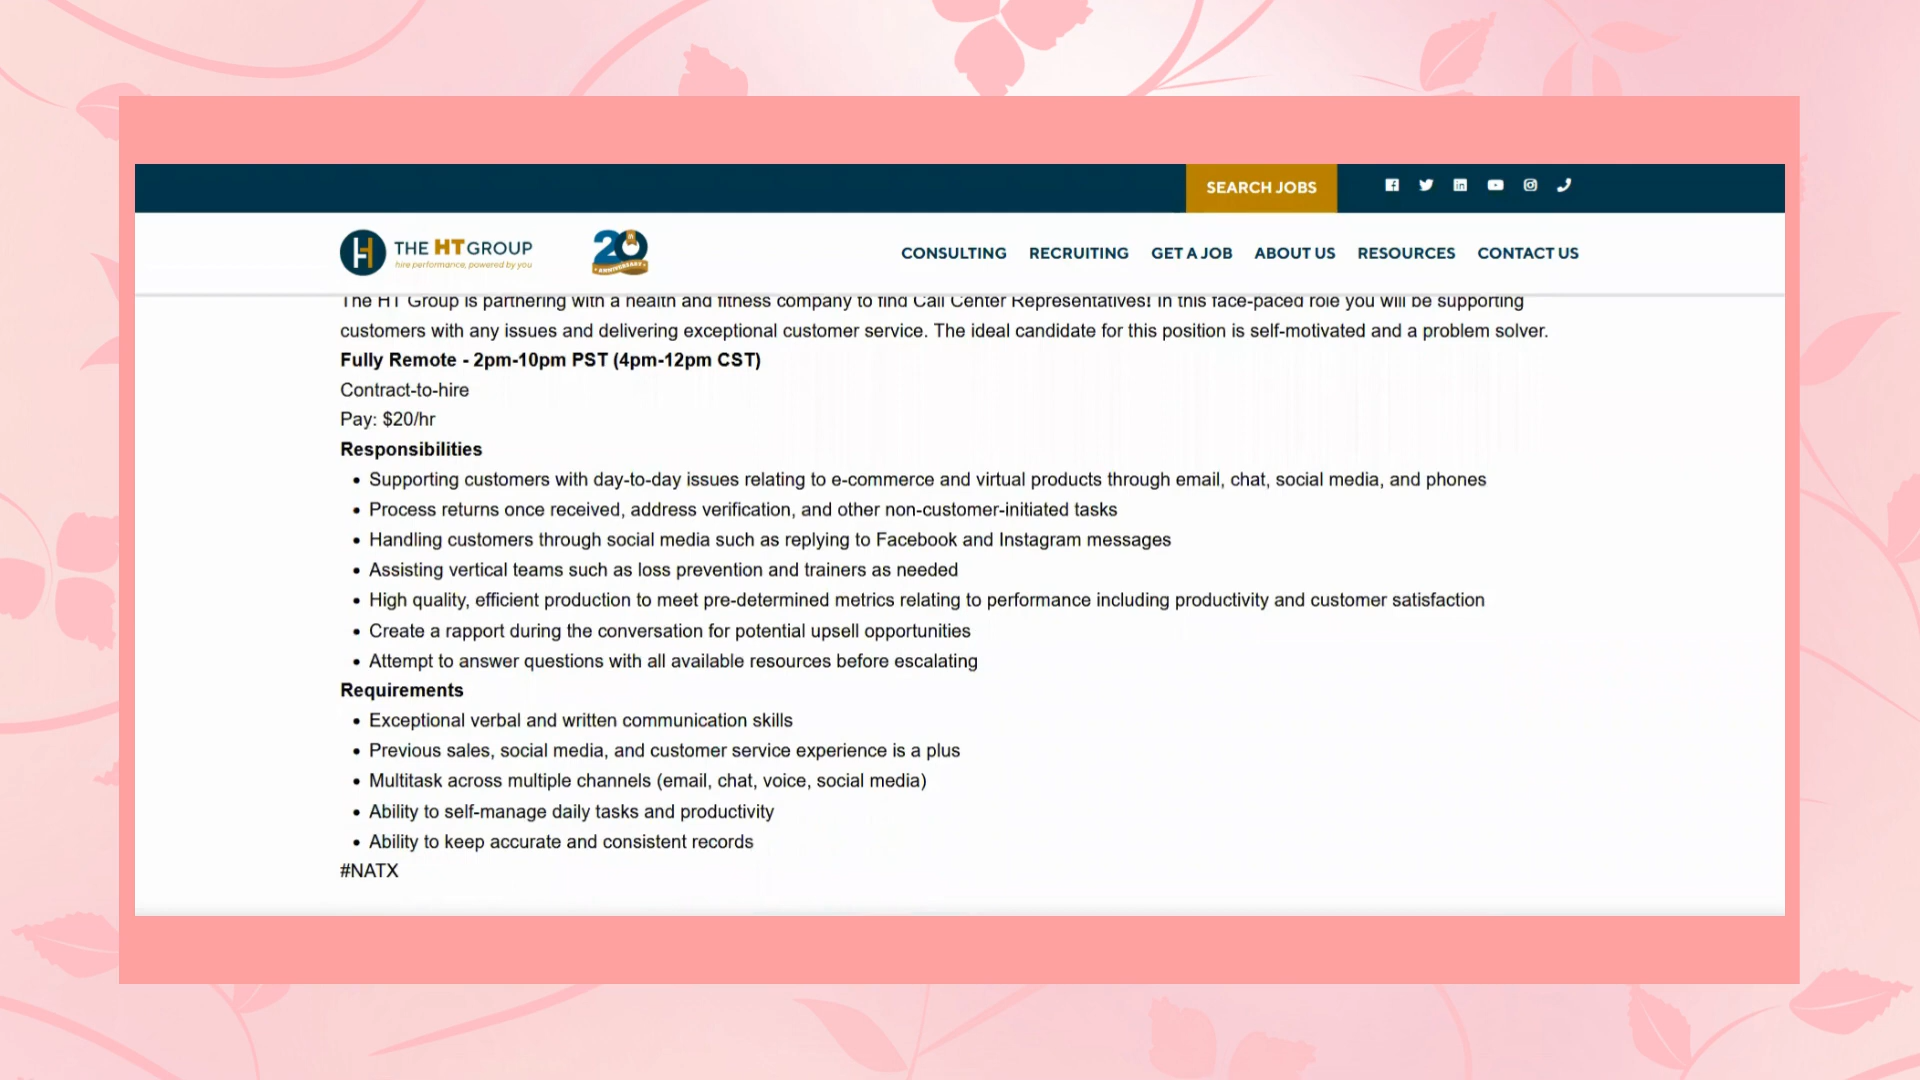 SEARCH JOBS
THE HTGROUP
hire performance, powered by you
20
ANNIVERSARY
CONSULTING RECRUITING GET A JOB ABOUT US RESOURCES CONTACT US
The HT Group is partnering with a health and fitness company to find Call Center Representatives! In this face-paced role you will be supporting
customers with any issues and delivering exceptional customer service. The ideal candidate for this position is self-motivated and a problem solver.
Fully Remote - 2pm-10pm PST (4pm-12pm CST)
Contract-to-hire
Pay: $20/hr
Responsibilities
• Supporting customers with day-to-day issues relating to e-commerce and virtual products through email, chat, social media, and phones
• Process returns once received, address verification, and other non-customer-initiated tasks
• Handling customers through social media such as replying to Facebook and Instagram messages
• Assisting vertical teams such as loss prevention and trainers as needed
• High quality, efficient production to meet pre-determined metrics relating to performance including productivity and customer satisfaction
• Create a rapport during the conversation for potential upsell opportunities
• Attempt to answer questions with all available resources before escalating
Requirements
• Exceptional verbal and written communication skills
• Previous sales, social media, and customer service experience is a plus
• Multitask across multiple channels (email, chat, voice, social media)
• Ability to self-manage daily tasks and productivity
• Ability to keep accurate and consistent records
#NATX